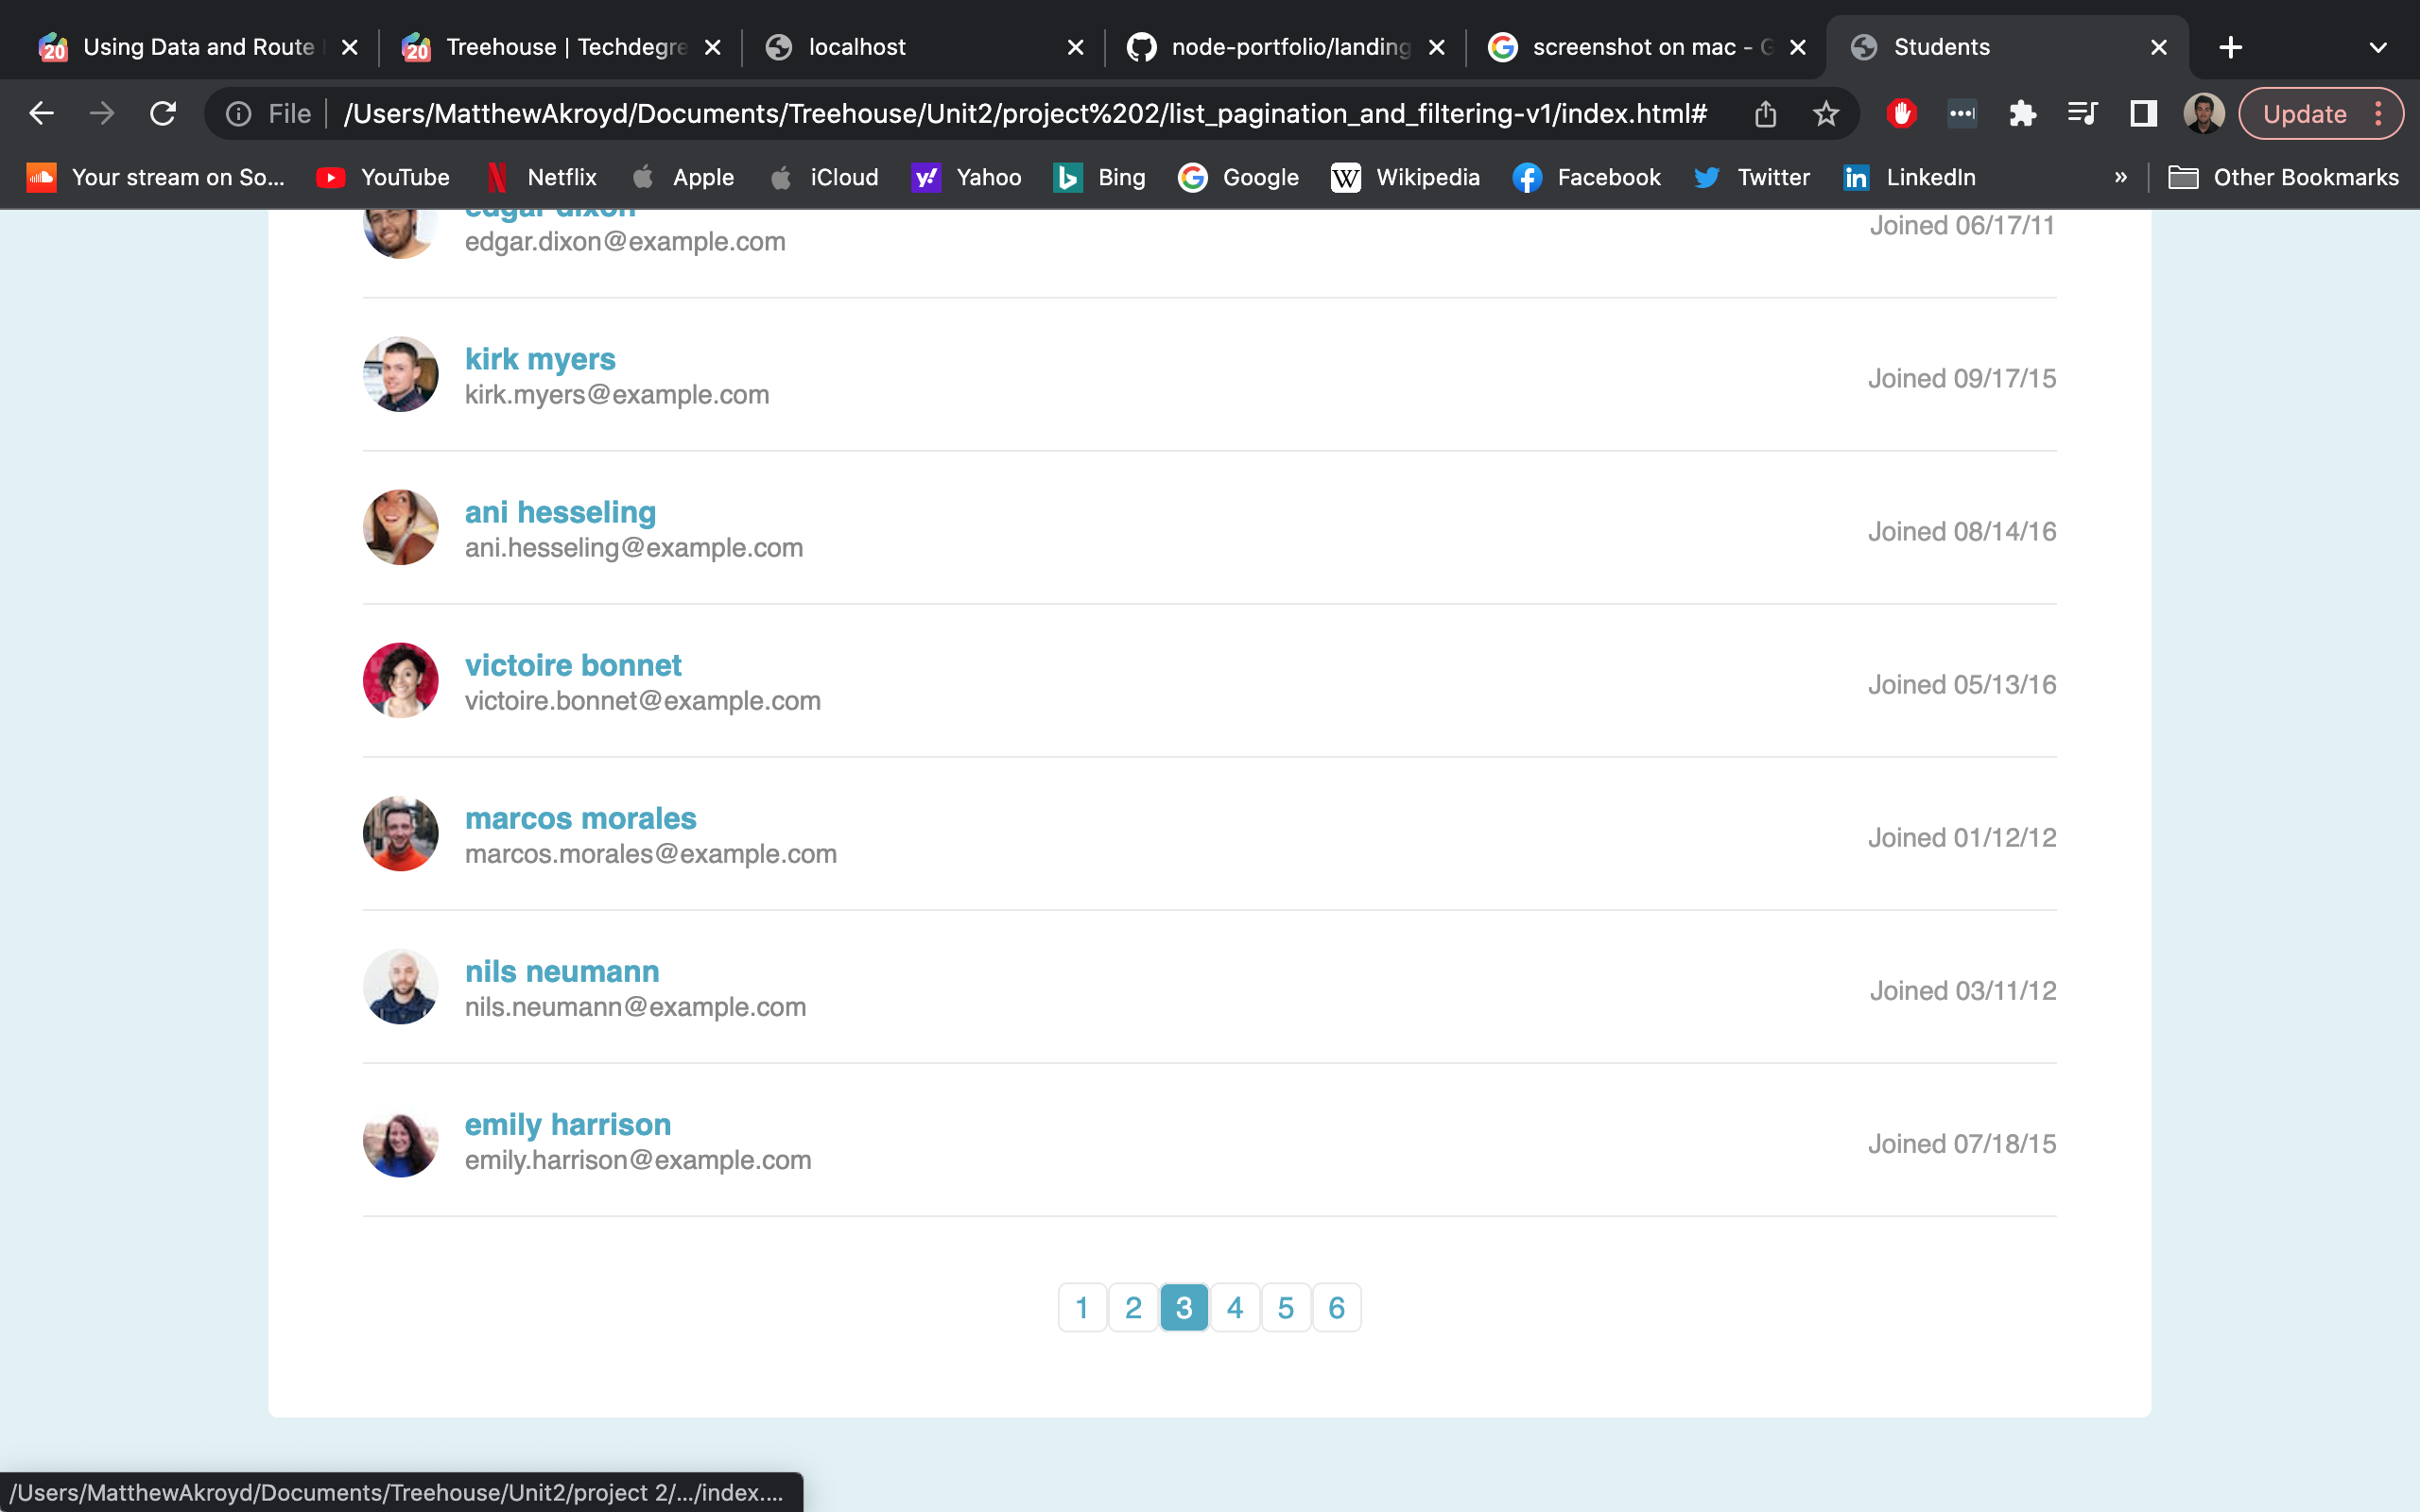 20 Using Data and Route
20 Treehouse | Techdegre
localhost
node-portfolio/landing
screenshot on mac - G
Students
File /Users/MatthewAkroyd/Documents/Treehouse/Unit2/project%202/list_pagination_and_filtering-v1/index.html#
Update
Your stream on So... YouTube Netflix Apple iCloud Yahoo Bing Google Wikipedia Facebook Twitter LinkedIn » Other Bookmarks
edgar dixon
edgar.dixon@example.com
Joined 06/17/11
kirk myers
kirk.myers@example.com
Joined 09/17/15
ani hesseling
ani.hesseling@example.com
Joined 08/14/16
victoire bonnet
victoire.bonnet@example.com
Joined 05/13/16
marcos morales
marcos.morales@example.com
Joined 01/12/12
nils neumann
nils.neumann@example.com
Joined 03/11/12
emily harrison
emily.harrison@example.com
Joined 07/18/15
1 2 3 4 5 6
/Users/MatthewAkroyd/Documents/Treehouse/Unit2/project 2/.../index....